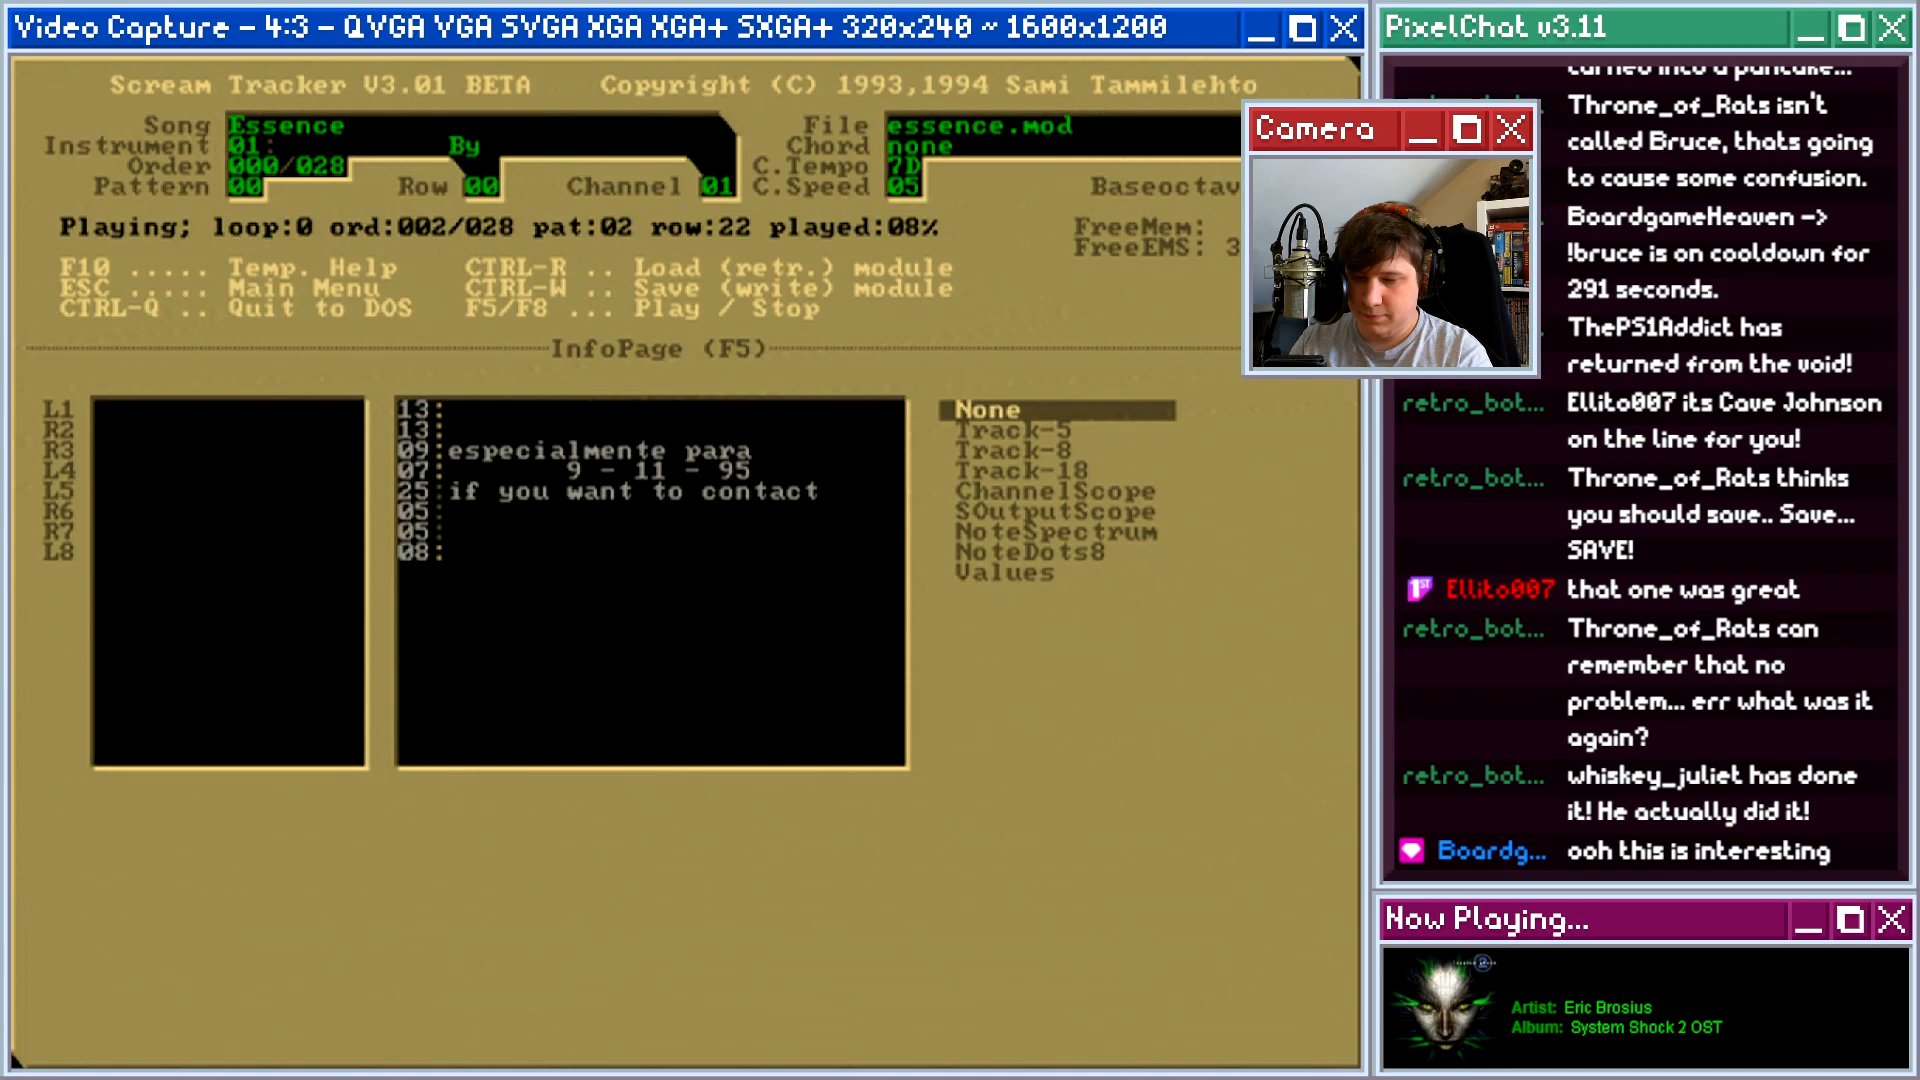 Video Capture - 4:3 - QVGA VGA SVGA XGA XGA+ SXGA+ 320x240 ~ 1600x1200
Scream Tracker V3.01 BETA Copyright (C) 1993,1994 Sami Tammilehto
Song Essence File essence.mod
Instrument 01: By Chord none
Order 000/028 C.Tempo 7D
Pattern 00 Row 00 Channel 01 C.Speed 05 Baseoctav
Playing; loop:0 ord:002/028 pat:02 row:22 played:08% FreeMem:
FreeEMS: 3
F10 ..... Temp. Help CTRL-R .. Load (retr.) module
ESC ..... Main Menu CTRL-W .. Save (write) module
CTRL-Q .. Quit to DOS F5/F8 ... Play / Stop
InfoPage (F5)
L1 13: None
R2 13: Track-5
R3 09:especialmente para Track-8
L4 07: 9 - 11 - 95 Track-18
L5 25:if you want to contact ChannelScope
R6 05: SOutputScope
R7 05: NoteSpectrum
L8 08: NoteDots8
Values
Camera
PixelChat v3.11
turned into a pancake...
Throne_of_Rats isn't
called Bruce, thats going
to cause some confusion.
BoardgameHeaven ->
!bruce is on cooldown for
291 seconds.
ThePS1Addict has
returned from the void!
retro_bot... Ellito007 its Cave Johnson
on the line for you!
retro_bot... Throne_of_Rats thinks
you should save.. Save...
SAVE!
1ST Ellito007 that one was great
retro_bot... Throne_of_Rats can
remember that no
problem... err what was it
again?
retro_bot... whiskey_juliet has done
it! He actually did it!
Boardg... ooh this is interesting
Now Playing...
Artist: Eric Brosius
Album: System Shock 2 OST